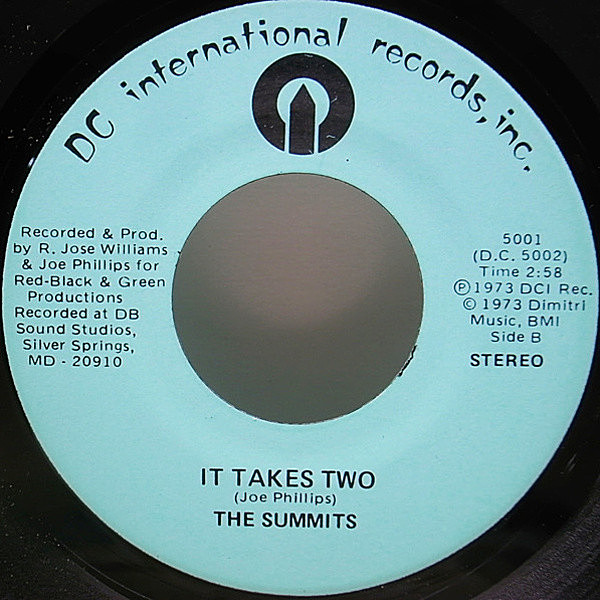 DC international records, inc.
Recorded & Prod.
by R. Jose Williams
& Joe Phillips for
Red-Black & Green
Productions
Recorded at DB
Sound Studios,
Silver Springs,
MD - 20910
5001
(D.C. 5002)
Time 2:58
Ⓟ 1973 DCI Rec.
© 1973 Dimitri
Music, BMI
Side B
STEREO
IT TAKES TWO
(Joe Phillips)
THE SUMMITS